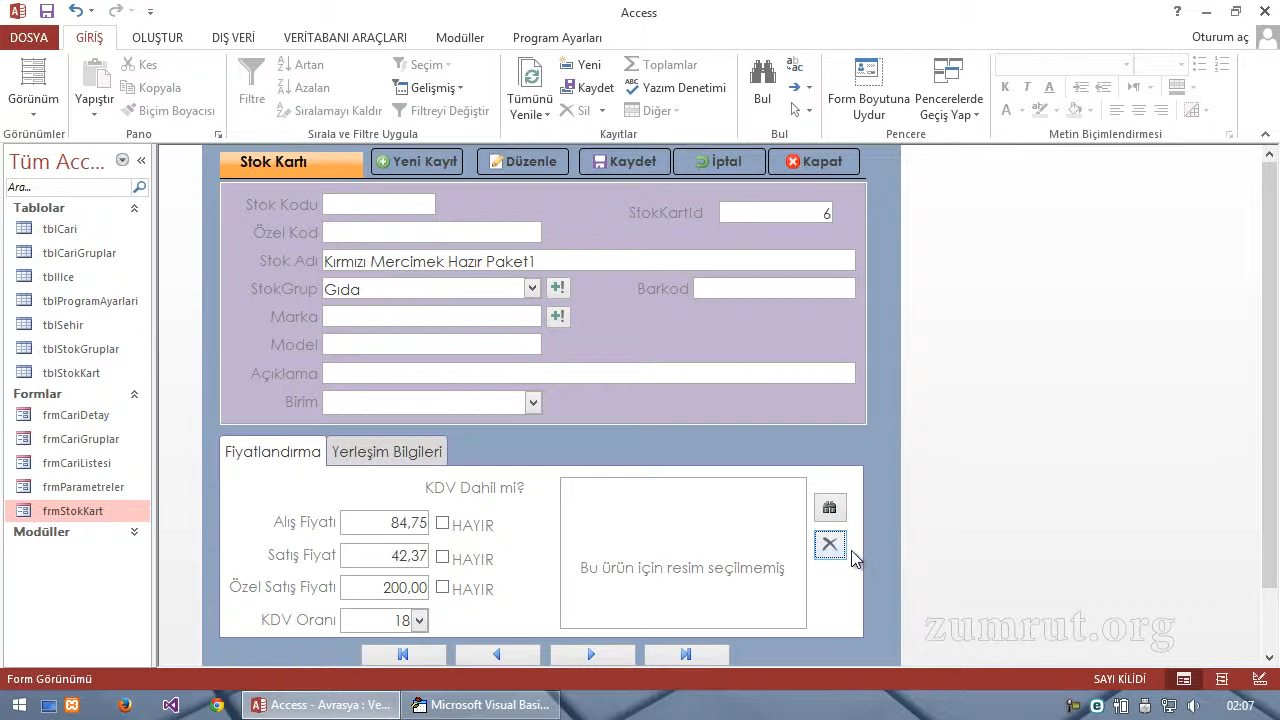 Access
?
Oturum aç
DOSYA GİRİŞ OLUŞTUR DIŞ VERİ VERİTABANI ARAÇLARI Modüller Program Ayarları
Görünüm
Görünümler
Yapıştır
Kes
Kopyala
Biçim Boyacısı
Pano
Filtre
Artan
Azalan
Sıralamayı Kaldır
Seçim
Gelişmiş
Filtreyi Değiştir
Sırala ve Filtre Uygula
Tümünü
Yenile
Yeni
Kaydet
Sil
Toplamlar
Yazım Denetimi
Diğer
Kayıtlar
Bul
Bul
Form Boyutuna
Uydur
Pencerelerde
Geçiş Yap
Pencere
K T A
A
Metin Biçimlendirmesi
Tüm Acc...
Ara...
Tablolar
tblCari
tblCariGruplar
tblIlce
tblProgramAyarlari
tblSehir
tblStokGruplar
tblStokKart
Formlar
frmCariDetay
frmCariGruplar
frmCariListesi
frmParametreler
frmStokKart
Modüller
Stok Kartı Yeni Kayıt Düzenle Kaydet İptal Kapat
Stok Kodu
StokKartId 6
Özel Kod
Stok Adı Kırmızı Mercimek Hazır Paket1
StokGrup Gıda +!
Barkod
Marka +!
Model
Açıklama
Birim
Fiyatlandırma Yerleşim Bilgileri
KDV Dahil mi?
Alış Fiyatı 84,75 HAYIR
Satış Fiyat 42,37 HAYIR
Özel Satış Fiyatı 200,00 HAYIR
KDV Oranı 18
Bu ürün için resim seçilmemiş
zumrut.org
Form Görünümü
SAYI KİLİDİ
Access - Avrasya : Ve...
Microsoft Visual Basi...
02:07